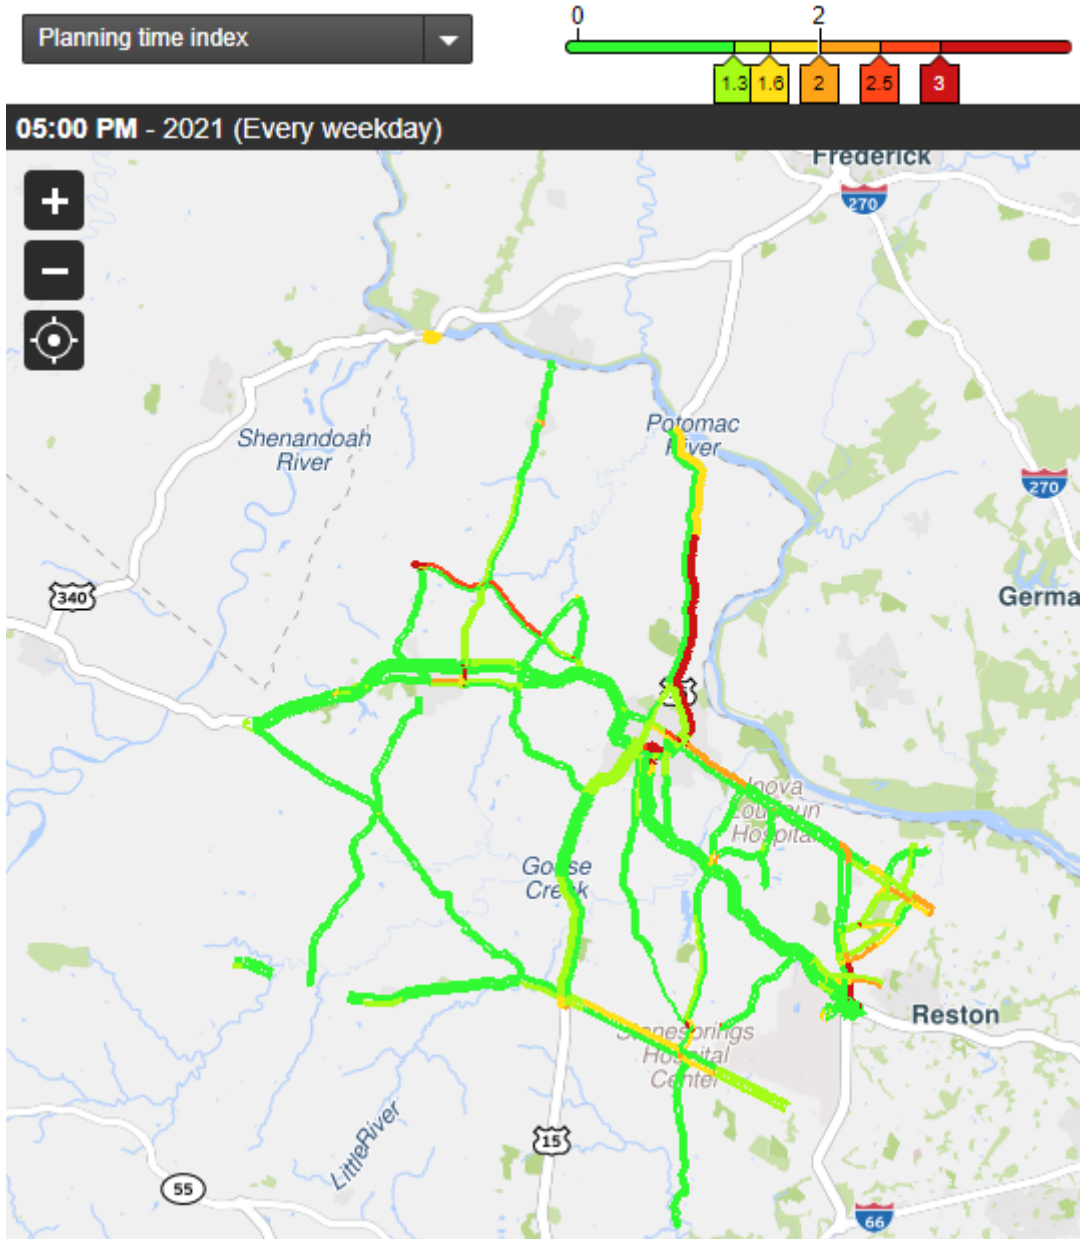 Planning time index
0 2
1.3 1.6 2 2.5 3
05:00 PM - 2021 (Every weekday)
+
−
Frederick
270
Potomac
River
Shenandoah
River
270
340
Germa
Inova
Loudoun
Hospital
Goose
Creek
Reston
Stonesprings
Hospital
Center
LittleRiver
15
55
66